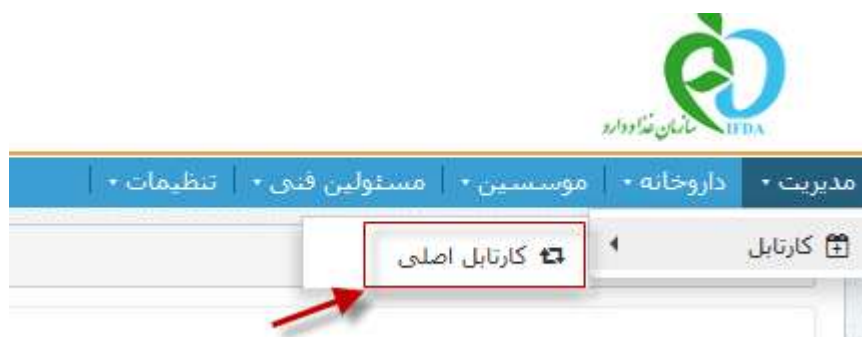 سازمان غذا و دارو
IFDA
مدیریت داروخانه موسسین مسئولین فنی تنظیمات
کارتابل
کارتابل اصلی